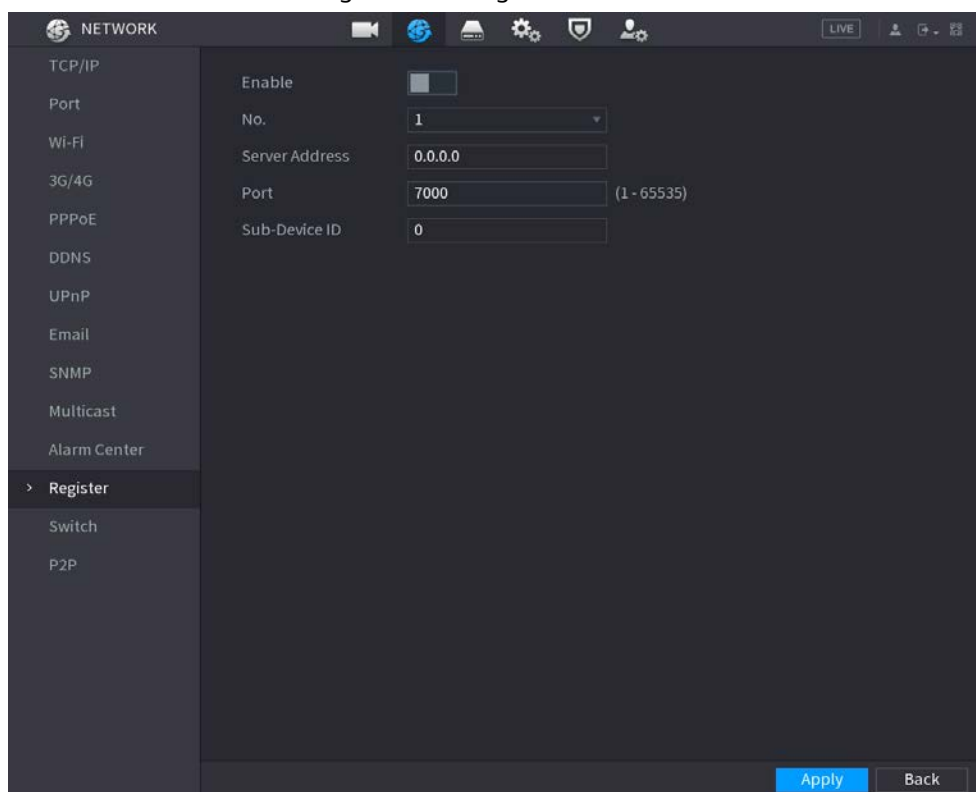 NETWORK
LIVE
TCP/IP
Port
Wi-Fi
3G/4G
PPPoE
DDNS
UPnP
Email
SNMP
Multicast
Alarm Center
Register
Switch
P2P
Enable
No. 1
Server Address 0.0.0.0
Port 7000 (1 - 65535)
Sub-Device ID 0
Apply Back